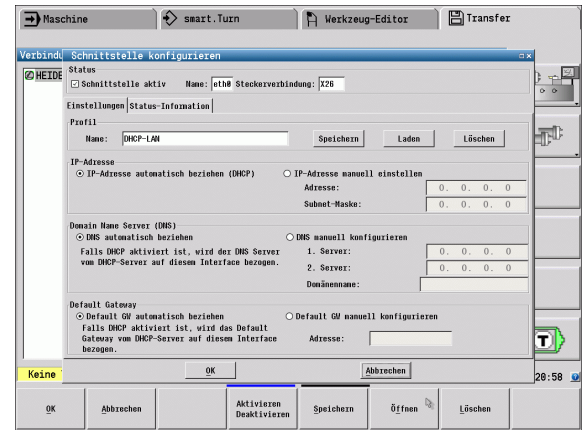 Maschine smart.Turn Werkzeug-Editor Transfer
Verbindu Schnittstelle konfigurieren
HEIDE
Status
Schnittstelle aktiv Name: eth0 Steckerverbindung: X26
Einstellungen Status-Information
Profil
Name: DHCP-LAN Speichern Laden Löschen
IP-Adresse
IP-Adresse automatisch beziehen (DHCP) IP-Adresse manuell einstellen
Adresse: 0. 0. 0. 0
Subnet-Maske: 0. 0. 0. 0
Domain Name Server (DNS)
DNS automatisch beziehen DNS manuell konfigurieren
Falls DHCP aktiviert ist, wird der DNS Server 1. Server: 0. 0. 0. 0
vom DHCP-Server auf diesem Interface bezogen. 2. Server: 0. 0. 0. 0
Domänenname:
Default Gateway
Default GW automatisch beziehen Default GW manuell konfigurieren
Falls DHCP aktiviert ist, wird das Default
Gateway vom DHCP-Server auf diesem Interface Adresse:
bezogen.
T
OK Abbrechen
Keine 20:58
OK Abbrechen Aktivieren Speichern Öffnen Löschen
Deaktivieren